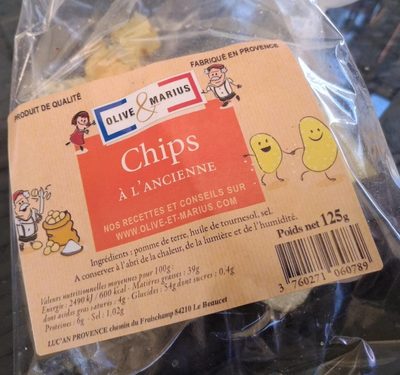 PRODUIT DE QUALITÉ
FABRIQUÉ EN PROVENCE
OLIVE & MARIUS
Chips
À L'ANCIENNE
NOS RECETTES ET CONSEILS SUR
WWW.OLIVE-ET-MARIUS.COM
Ingrédients : pomme de terre, huile de tournesol, sel.
A conserver à l'abri de la chaleur, de la lumière et de l'humidité.
Poids net 125g
Valeurs nutritionnelles moyennes pour 100g :
Energie : 2490 kJ / 600 kcal - Matières grasses : 39g
dont acides gras saturés : 4g - Glucides : 54g dont sucres : 0.4g
Protéines : 6g - Sel : 1.02g
LUC'AN PROVENCE chemin du Fraischamp 84210 Le Beaucet
3 760271 060789